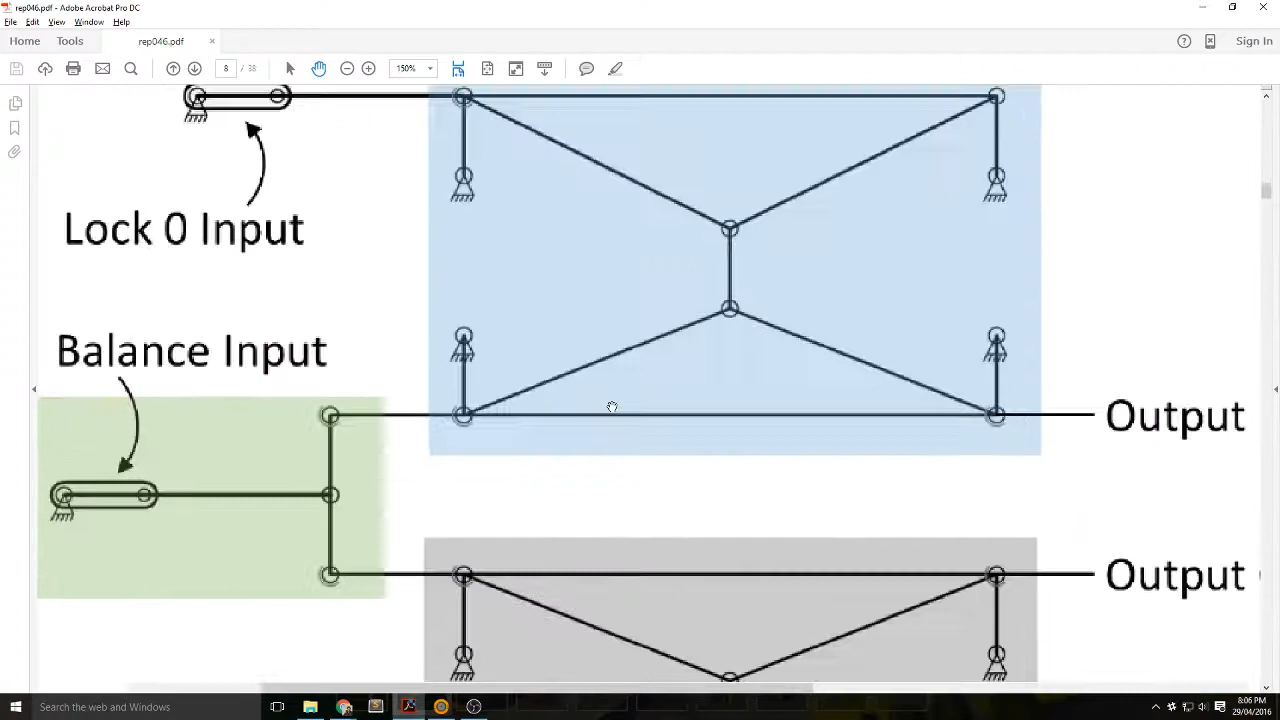 rep046.pdf - Adobe Acrobat Pro DC
File Edit View Window Help
Home Tools rep046.pdf × Sign In
8 / 38 150%
Lock 0 Input
Balance Input
Output
Output
Search the web and Windows
8:06 PM
29/04/2016